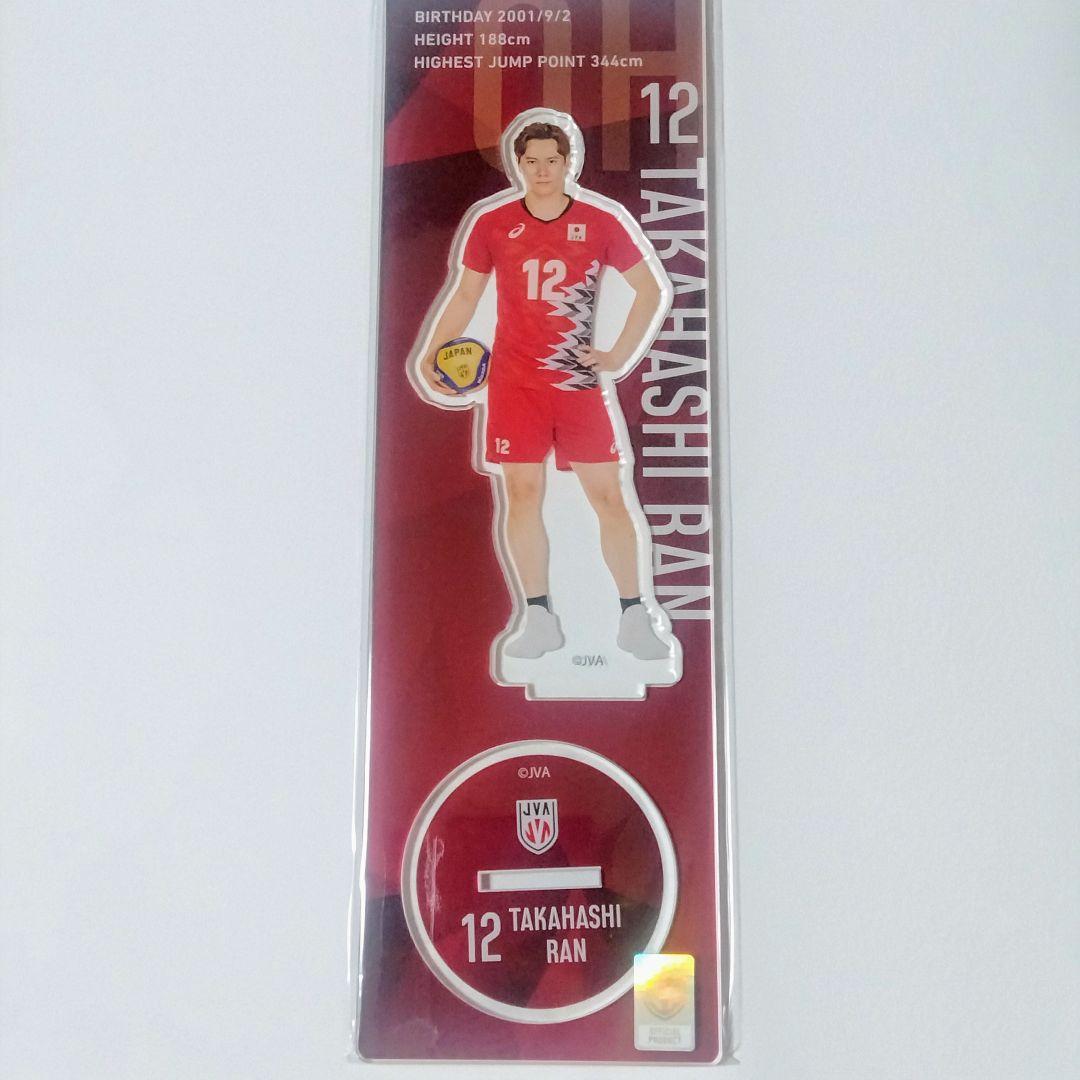 BIRTHDAY 2001/9/2
HEIGHT 188cm
HIGHEST JUMP POINT 344cm
12 TAKAHASHI RAN
JVA
12
JAPAN
12
©JVA
©JVA
JVA
12 TAKAHASHI
RAN
OFFICIAL
PRODUCT